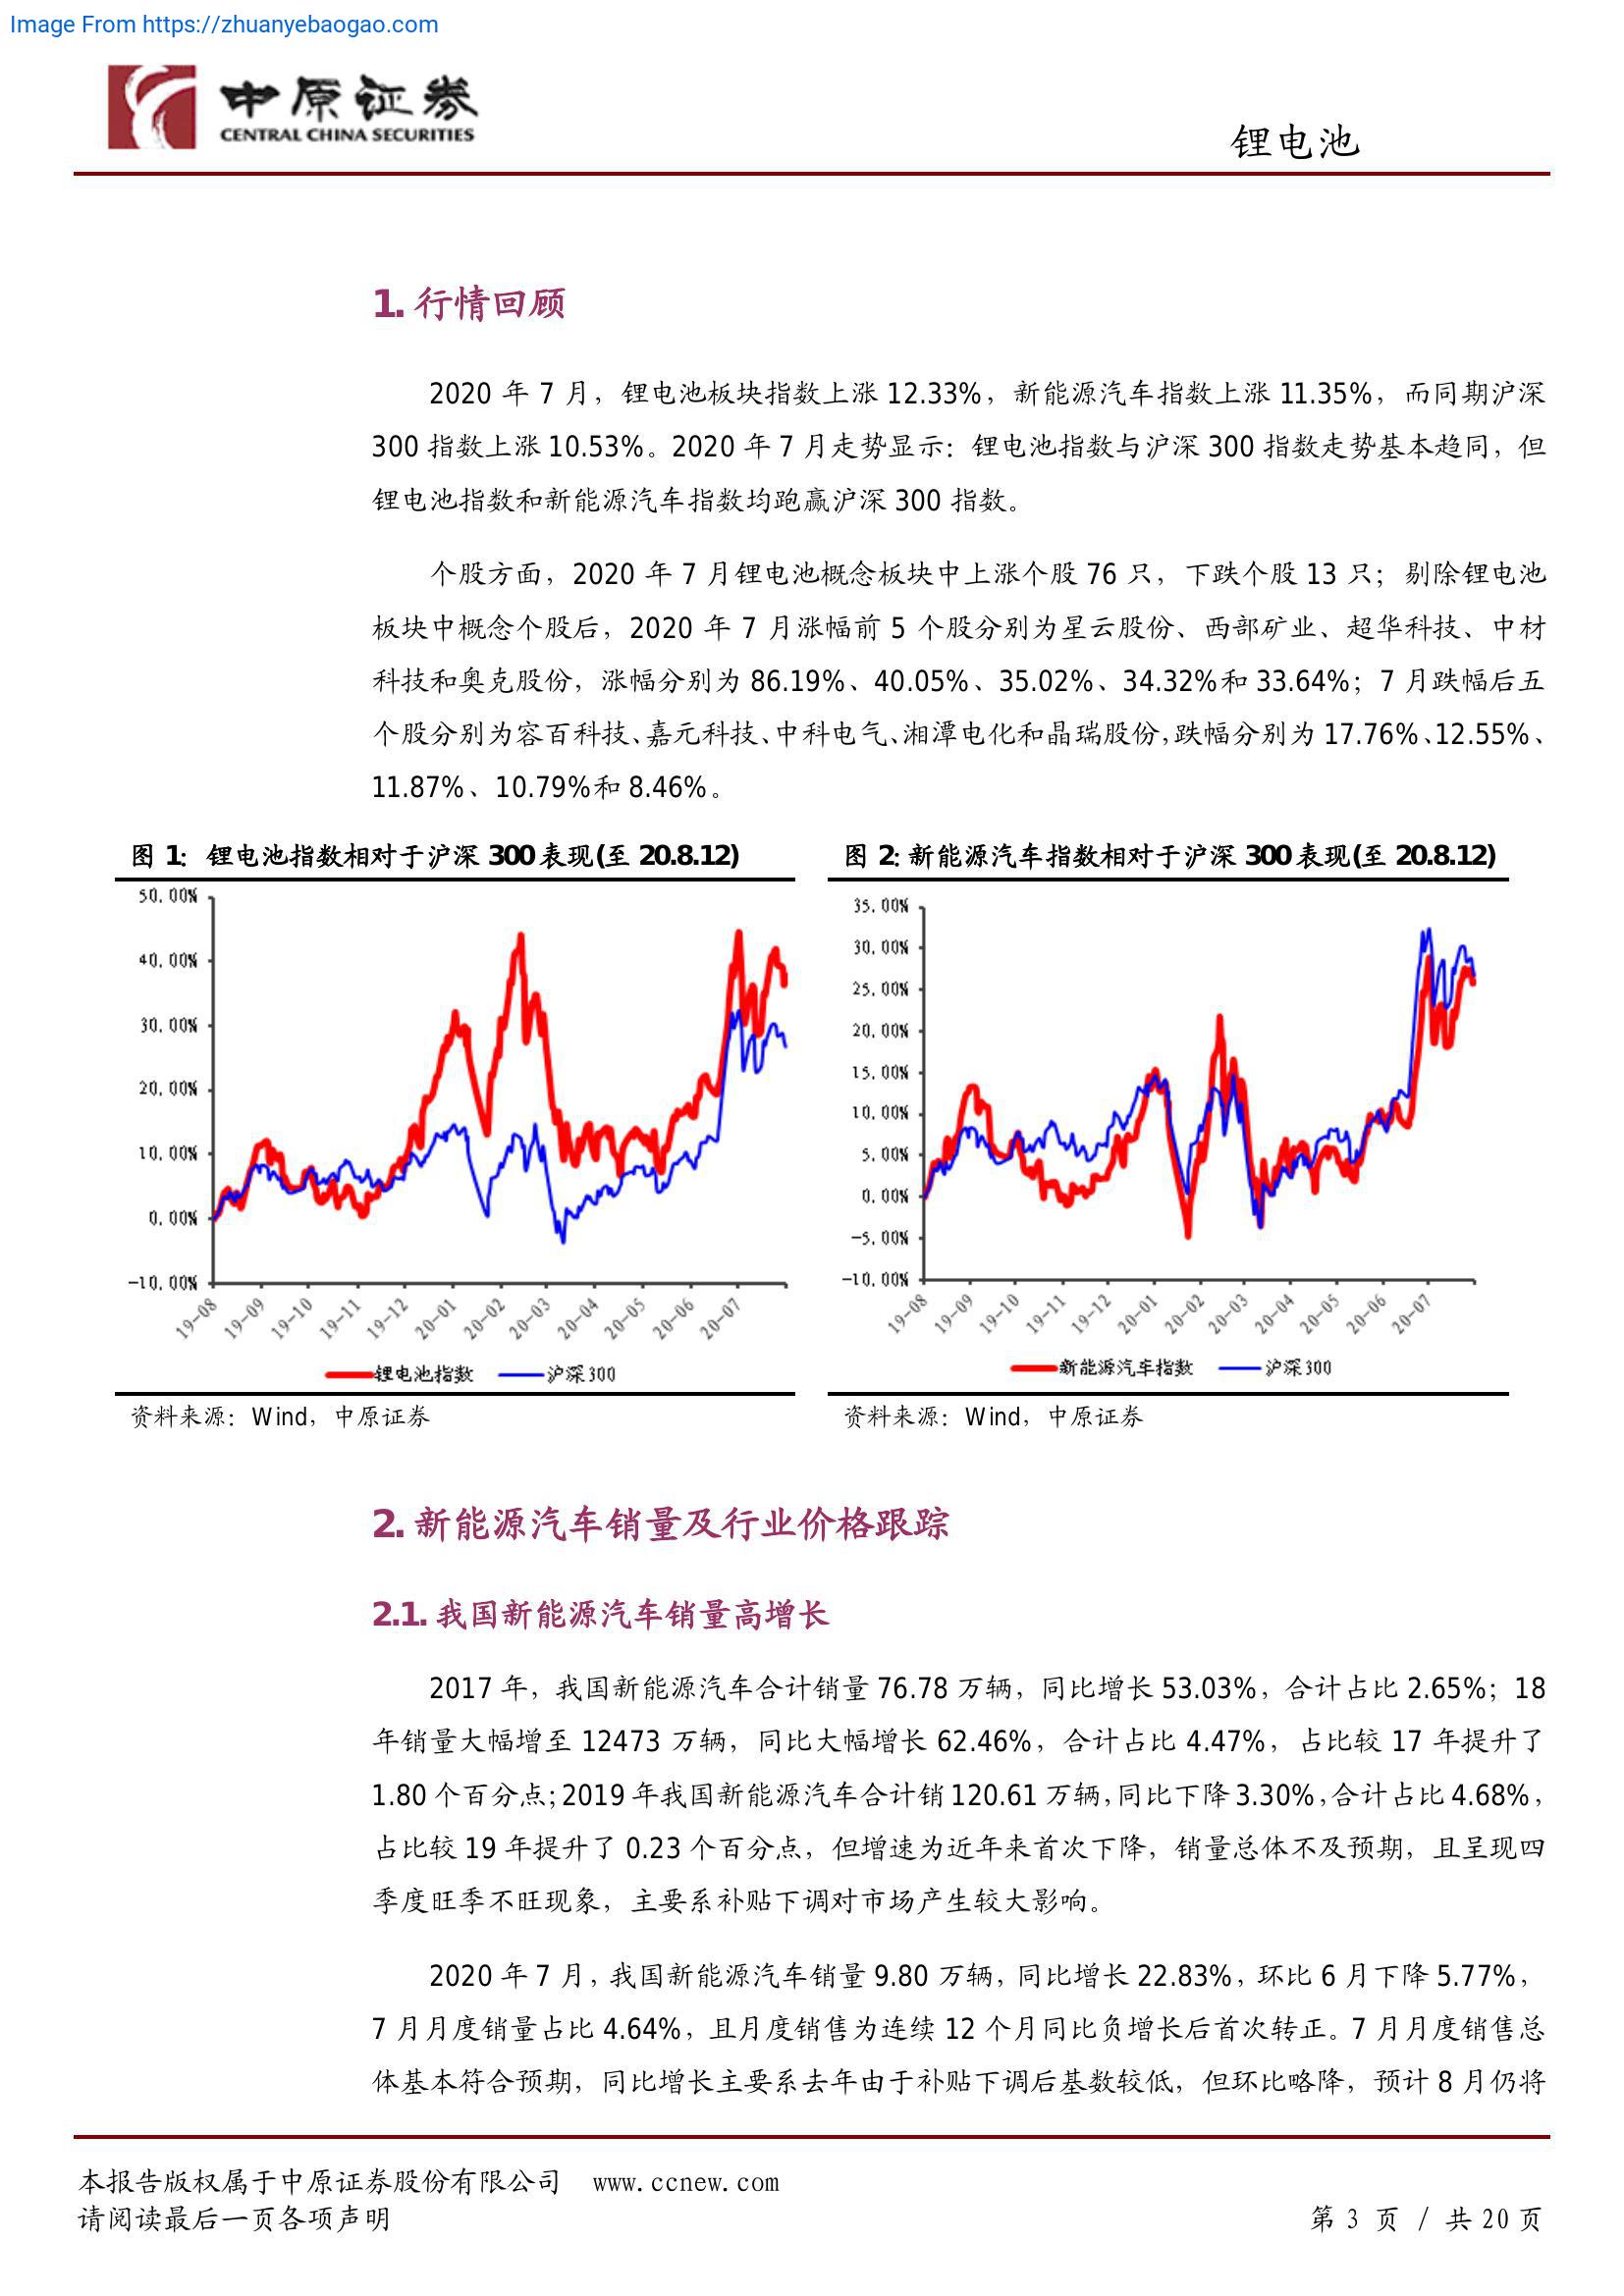 Image From https://zhuanyebaogao.com
中原证券
CENTRAL CHINA SECURITIES
锂电池
1. 行情回顾
2020 年 7 月，锂电池板块指数上涨 12.33%，新能源汽车指数上涨 11.35%，而同期沪深
300 指数上涨 10.53%。2020 年 7 月走势显示：锂电池指数与沪深 300 指数走势基本趋同，但
锂电池指数和新能源汽车指数均跑赢沪深 300 指数。
个股方面，2020 年 7 月锂电池概念板块中上涨个股 76 只，下跌个股 13 只；剔除锂电池
板块中概念个股后，2020 年 7 月涨幅前 5 个股分别为星云股份、西部矿业、超华科技、中材
科技和奥克股份，涨幅分别为 86.19%、40.05%、35.02%、34.32%和 33.64%；7 月跌幅后五
个股分别为容百科技、嘉元科技、中科电气、湘潭电化和晶瑞股份，跌幅分别为 17.76%、12.55%、
11.87%、10.79%和 8.46%。
图 1: 锂电池指数相对于沪深 300 表现(至 20.8.12)
50.00%
40.00%
30.00%
20.00%
10.00%
0.00%
-10.00%
19-08 19-09 19-10 19-11 19-12 20-01 20-02 20-03 20-04 20-05 20-06 20-07
锂电池指数 沪深300
资料来源：Wind，中原证券
图 2: 新能源汽车指数相对于沪深 300 表现(至 20.8.12)
35.00%
30.00%
25.00%
20.00%
15.00%
10.00%
5.00%
0.00%
-5.00%
-10.00%
19-08 19-09 19-10 19-11 19-12 20-01 20-02 20-03 20-04 20-05 20-06 20-07
新能源汽车指数 沪深300
资料来源：Wind，中原证券
2. 新能源汽车销量及行业价格跟踪
2.1. 我国新能源汽车销量高增长
2017 年，我国新能源汽车合计销量 76.78 万辆，同比增长 53.03%，合计占比 2.65%；18
年销量大幅增至 12473 万辆，同比大幅增长 62.46%，合计占比 4.47%，占比较 17 年提升了
1.80 个百分点；2019 年我国新能源汽车合计销 120.61 万辆，同比下降 3.30%，合计占比 4.68%，
占比较 19 年提升了 0.23 个百分点，但增速为近年来首次下降，销量总体不及预期，且呈现四
季度旺季不旺现象，主要系补贴下调对市场产生较大影响。
2020 年 7 月，我国新能源汽车销量 9.80 万辆，同比增长 22.83%，环比 6 月下降 5.77%，
7 月月度销量占比 4.64%，且月度销售为连续 12 个月同比负增长后首次转正。7 月月度销售总
体基本符合预期，同比增长主要系去年由于补贴下调后基数较低，但环比略降，预计 8 月仍将
本报告版权属于中原证券股份有限公司 www.ccnew.com
请阅读最后一页各项声明
第 3 页 / 共 20 页